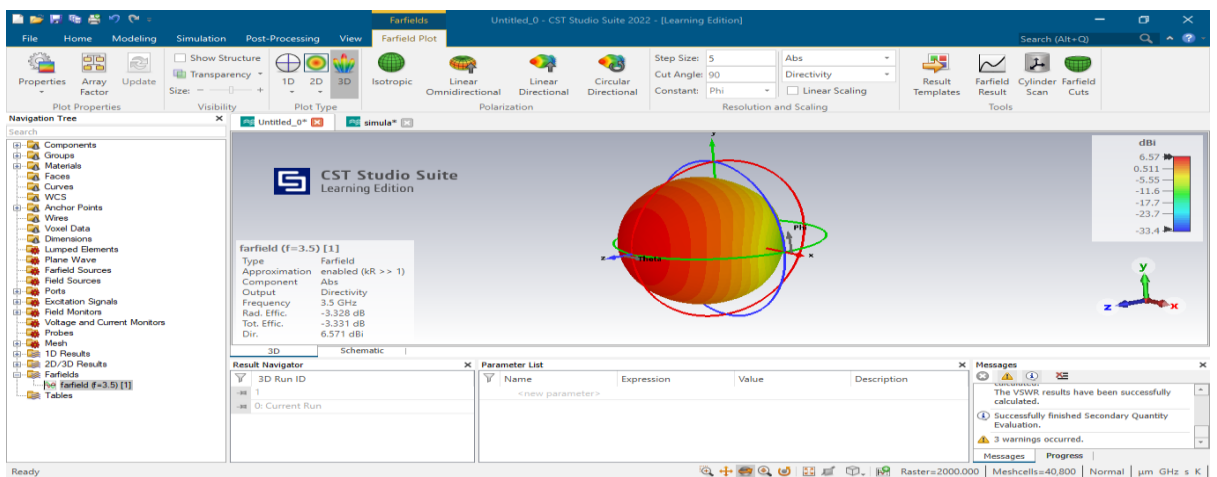 Farfields Untitled_0 - CST Studio Suite 2022 - [Learning Edition]
File Home Modeling Simulation Post-Processing View Farfield Plot Search (Alt+Q)
Properties Array Factor Update
Show Structure
Transparency
Size:
1D 2D 3D
Isotropic Linear Omnidirectional Linear Directional Circular Directional
Step Size: 5 Abs
Cut Angle: 90 Directivity
Constant: Phi Linear Scaling
Result Templates Farfield Result Cylinder Scan Farfield Cuts
Plot Properties Visibility Plot Type Polarization Resolution and Scaling Tools
Navigation Tree
Search
Components
Groups
Materials
Faces
Curves
WCS
Anchor Points
Wires
Voxel Data
Dimensions
Lumped Elements
Plane Wave
Farfield Sources
Field Sources
Ports
Excitation Signals
Field Monitors
Voltage and Current Monitors
Probes
Mesh
1D Results
2D/3D Results
Farfields
farfield (f=3.5) [1]
Tables
Untitled_0* simula*
CST Studio Suite
Learning Edition
farfield (f=3.5) [1]
Type Farfield
Approximation enabled (kR >> 1)
Component Abs
Output Directivity
Frequency 3.5 GHz
Rad. Effic. -3.328 dB
Tot. Effic. -3.331 dB
Dir. 6.571 dBi
y
Phi
z Theta x
dBi
6.57
0.511
-5.55
-11.6
-17.7
-23.7
-33.4
y
z x
3D Schematic
Result Navigator
3D Run ID
1
0: Current Run
Parameter List
Name Expression Value Description
<new parameter>
Messages
calculated.
The VSWR results have been successfully
calculated.
Successfully finished Secondary Quantity
Evaluation.
3 warnings occurred.
Messages Progress
Ready Raster=2000.000 Meshcells=40,800 Normal µm GHz s K